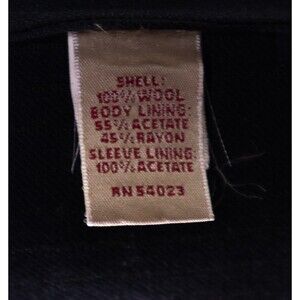 SHELL:
100% WOOL
BODY LINING:
55% ACETATE
45% RAYON
SLEEVE LINING:
100% ACETATE
RN 54023